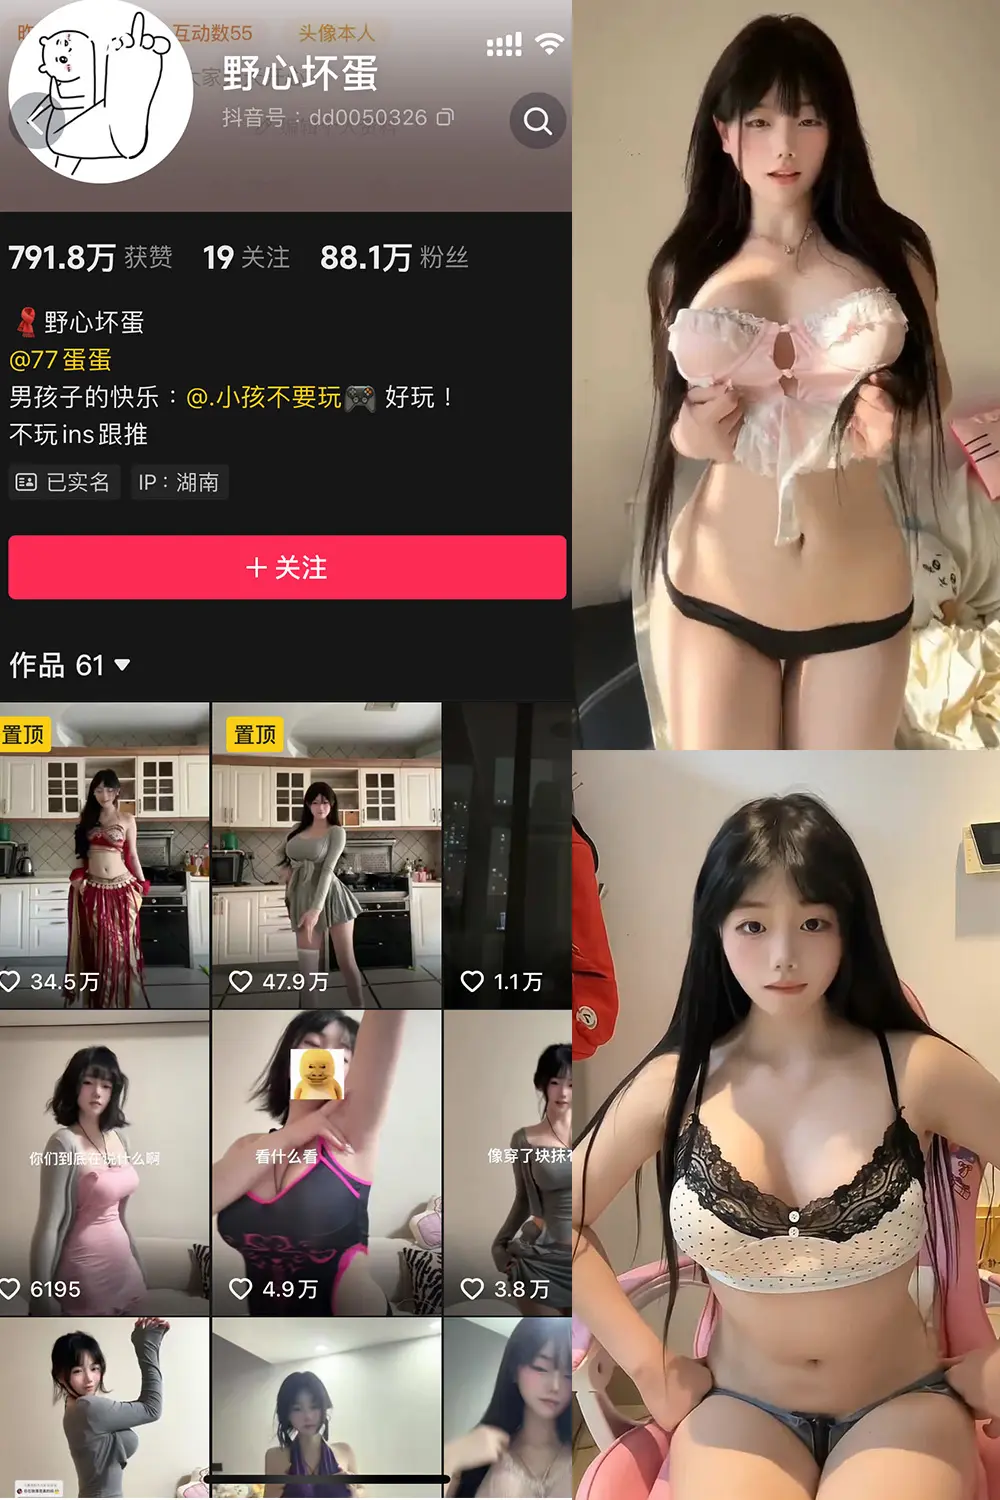 互动数55
头像本人
野心坏蛋
抖音号：dd0050326
791.8万 获赞 19 关注 88.1万 粉丝
野心坏蛋
@77蛋蛋
男孩子的快乐：@.小孩不要玩🎮 好玩！
不玩ins跟推
已实名 IP：湖南
＋关注
作品 61
置顶 置顶
34.5万 47.9万 1.1万
你们到底在说什么啊
看什么看
像穿了块抹
6195 4.9万 3.8万